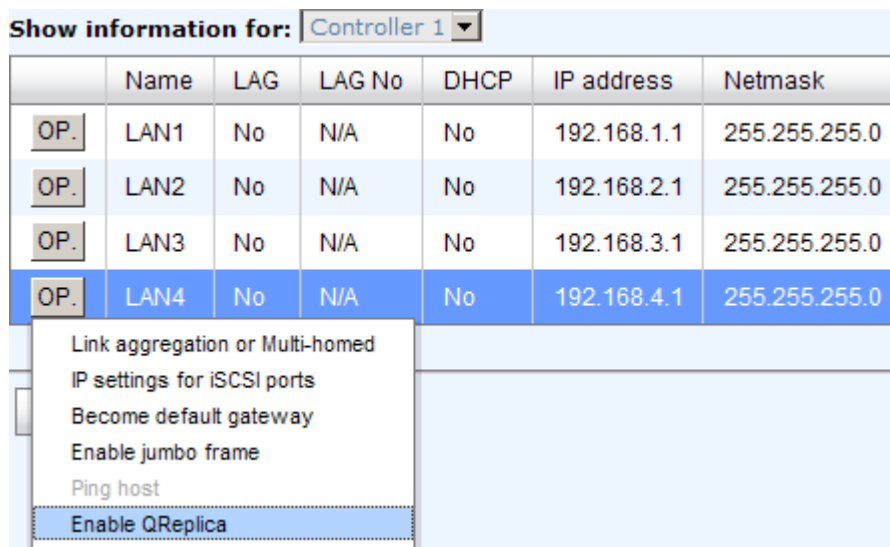 Show information for: Controller 1
Name LAG LAG No DHCP IP address Netmask
OP. LAN1 No N/A No 192.168.1.1 255.255.255.0
OP. LAN2 No N/A No 192.168.2.1 255.255.255.0
OP. LAN3 No N/A No 192.168.3.1 255.255.255.0
OP. LAN4 No N/A No 192.168.4.1 255.255.255.0
Link aggregation or Multi-homed
IP settings for iSCSI ports
Become default gateway
Enable jumbo frame
Ping host
Enable QReplica